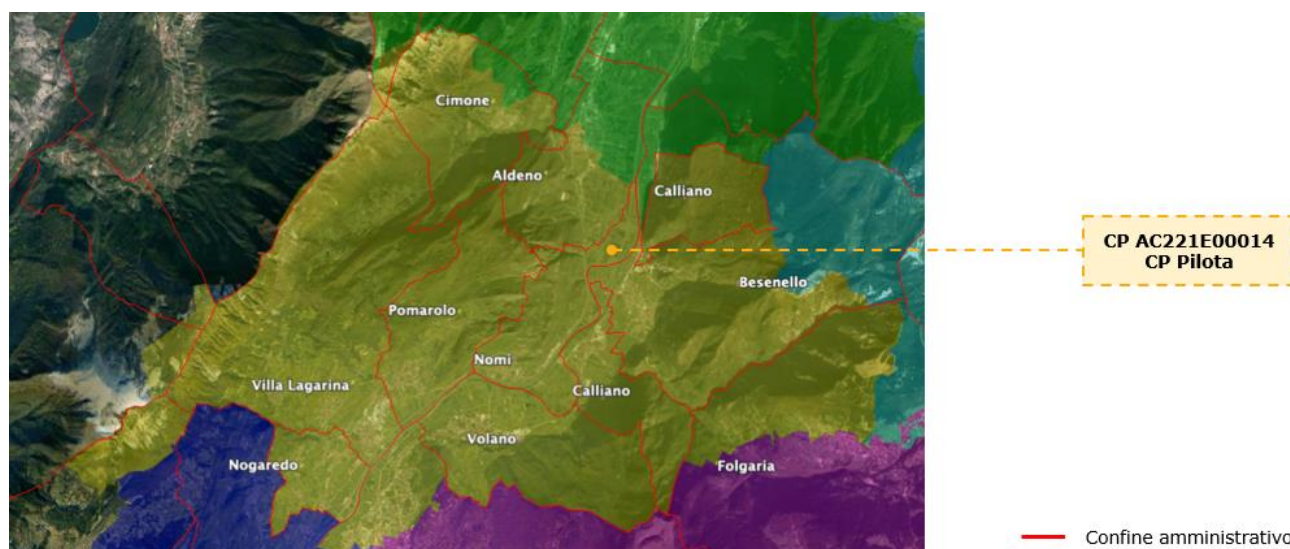 Cimone
Aldeno
Calliano
CP AC221E00014
CP Pilota
Besenello
Pomarolo
Nomi
Villa Lagarina
Calliano
Volano
Nogaredo
Folgaria
Confine amministrativo